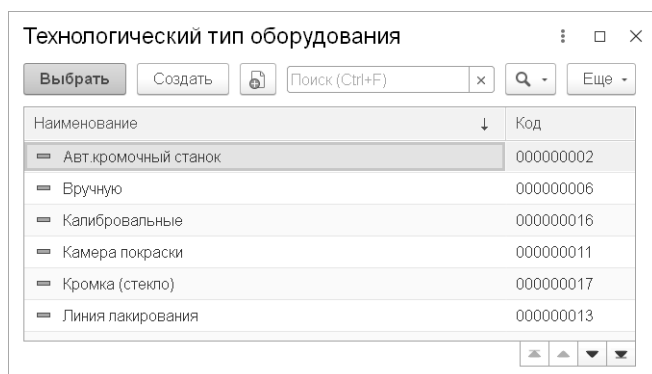 Технологический тип оборудования
Выбрать Создать Поиск (Ctrl+F) Еще
Наименование Код
Авт.кромочный станок 000000002
Вручную 000000006
Калибровальные 000000016
Камера покраски 000000011
Кромка (стекло) 000000017
Линия лакирования 000000013